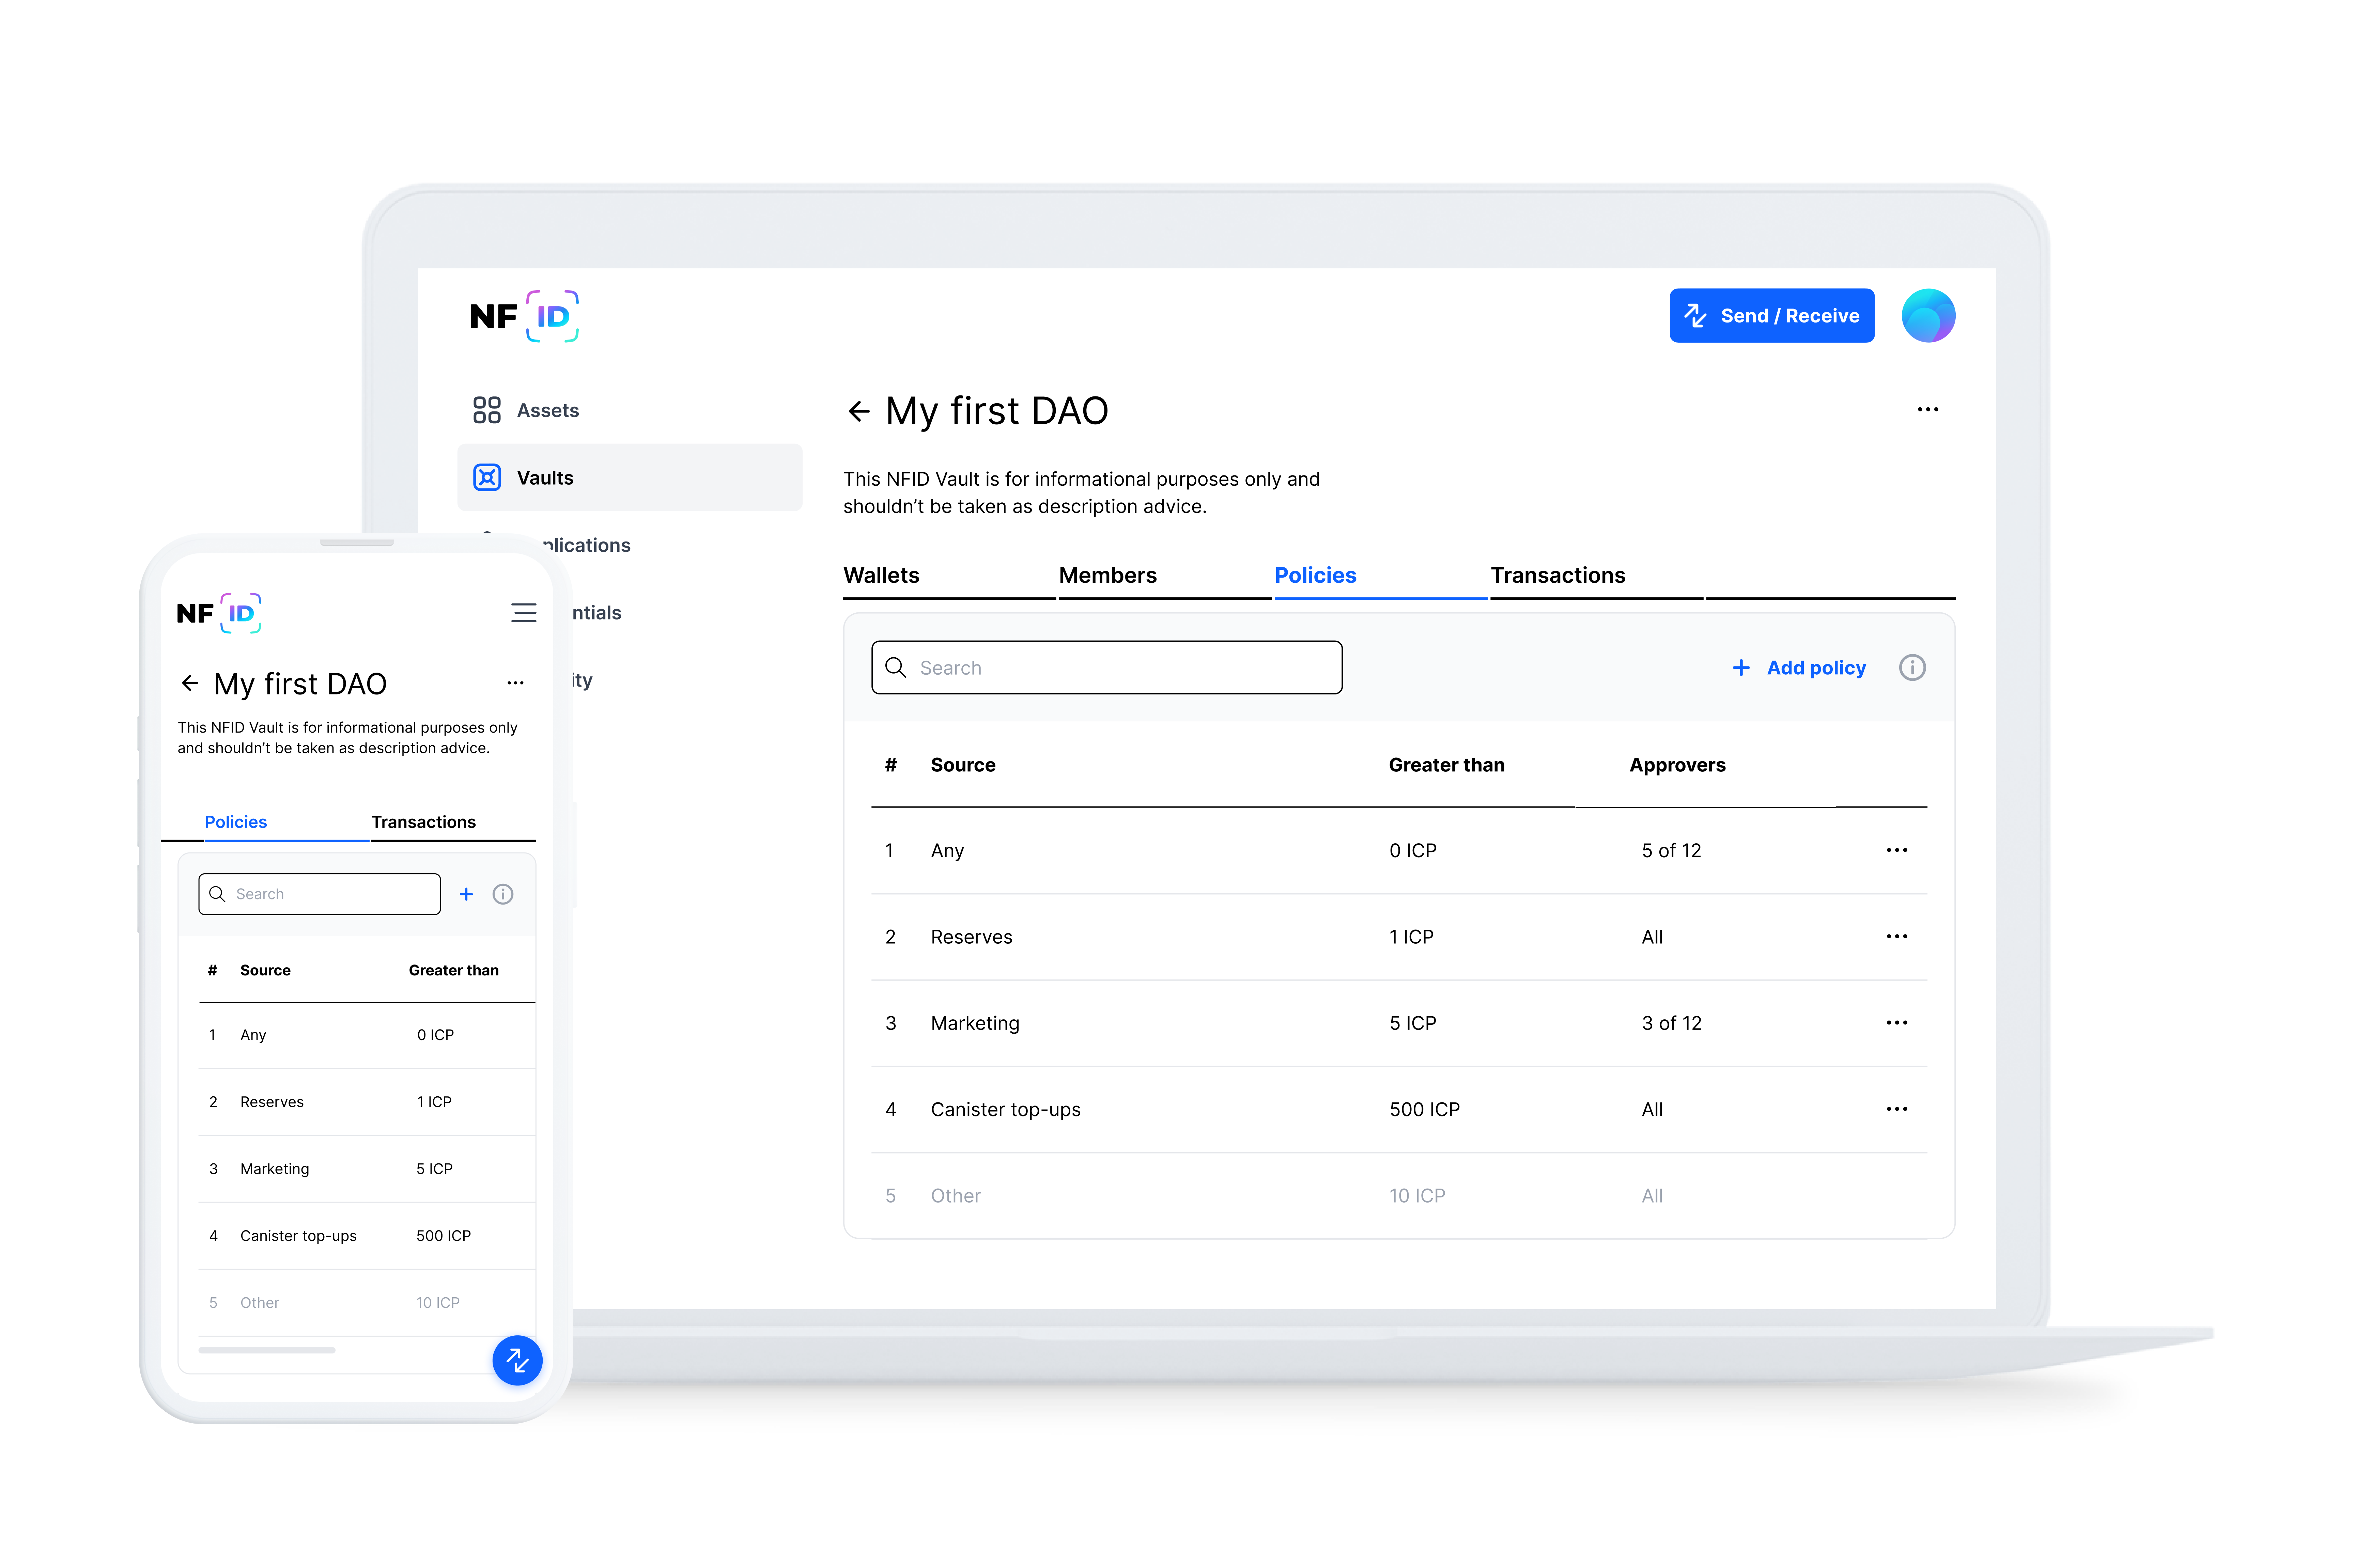 NFID
Send / Receive
Assets
Vaults
plications
ntials
ity
My first DAO
This NFID Vault is for informational purposes only and
shouldn’t be taken as description advice.
Wallets Members Policies Transactions
Search
+ Add policy
# Source Greater than Approvers
1 Any 0 ICP 5 of 12
2 Reserves 1 ICP All
3 Marketing 5 ICP 3 of 12
4 Canister top-ups 500 ICP All
5 Other 10 ICP All
NFID
My first DAO
This NFID Vault is for informational purposes only
and shouldn’t be taken as description advice.
Policies Transactions
Search +
# Source Greater than
1 Any 0 ICP
2 Reserves 1 ICP
3 Marketing 5 ICP
4 Canister top-ups 500 ICP
5 Other 10 ICP